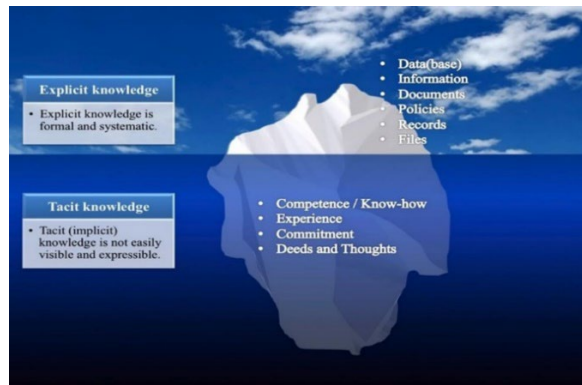 Explicit knowledge
• Explicit knowledge is
formal and systematic.
• Data(base)
• Information
• Documents
• Policies
• Records
• Files
Tacit knowledge
• Tacit (implicit)
knowledge is not easily
visible and expressible.
• Competence / Know-how
• Experience
• Commitment
• Deeds and Thoughts